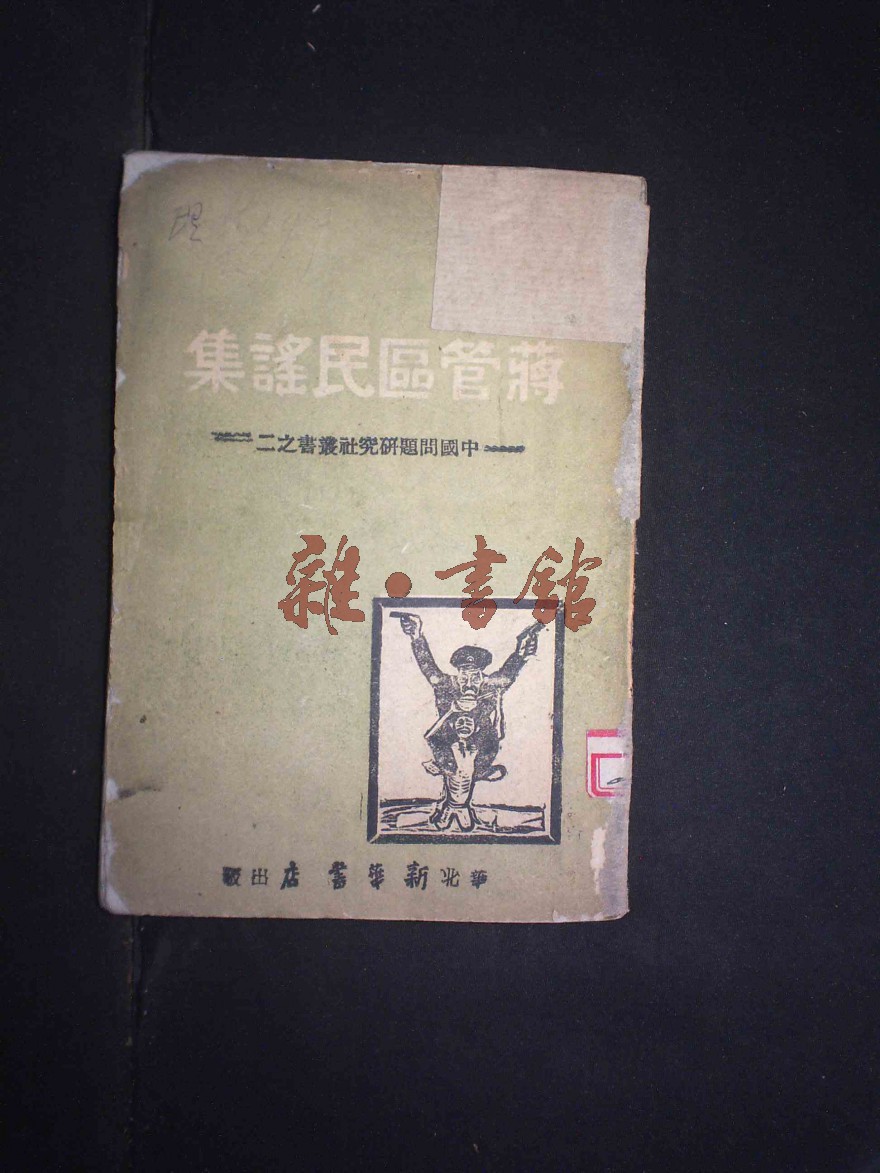 蔣管區民謠集
中國問題研究社叢書之二
雜·書舘
華北新華書店出版